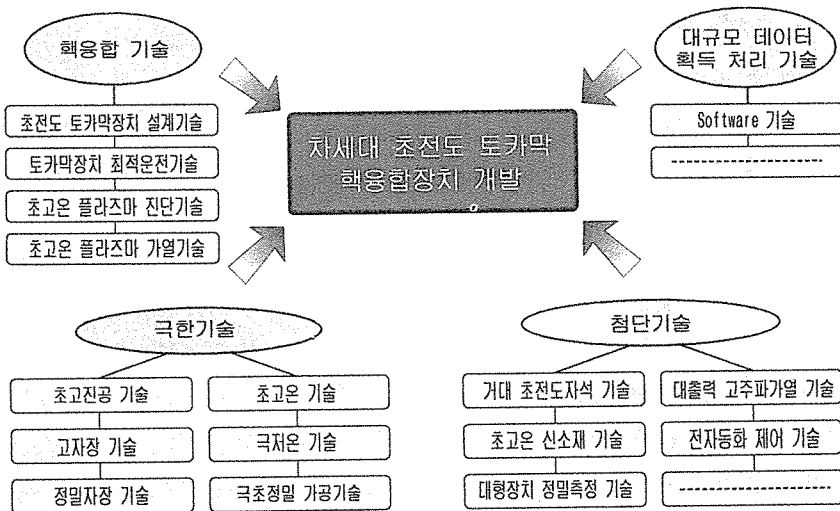 핵융합 기술
초전도 토카막장치 설계기술
토카막장치 최적운전기술
초고온 플라즈마 진단기술
초고온 플라즈마 가열기술
차세대 초전도 토카막
핵융합장치 개발
대규모 데이터
획득 처리 기술
Software 기술
극한기술
초고진공 기술
고자장 기술
정밀자장 기술
초고온 기술
극저온 기술
극초정밀 가공기술
첨단기술
거대 초전도자석 기술
초고온 신소재 기술
대형장치 정밀측정 기술
대출력 고주파가열 기술
전자동화 제어 기술